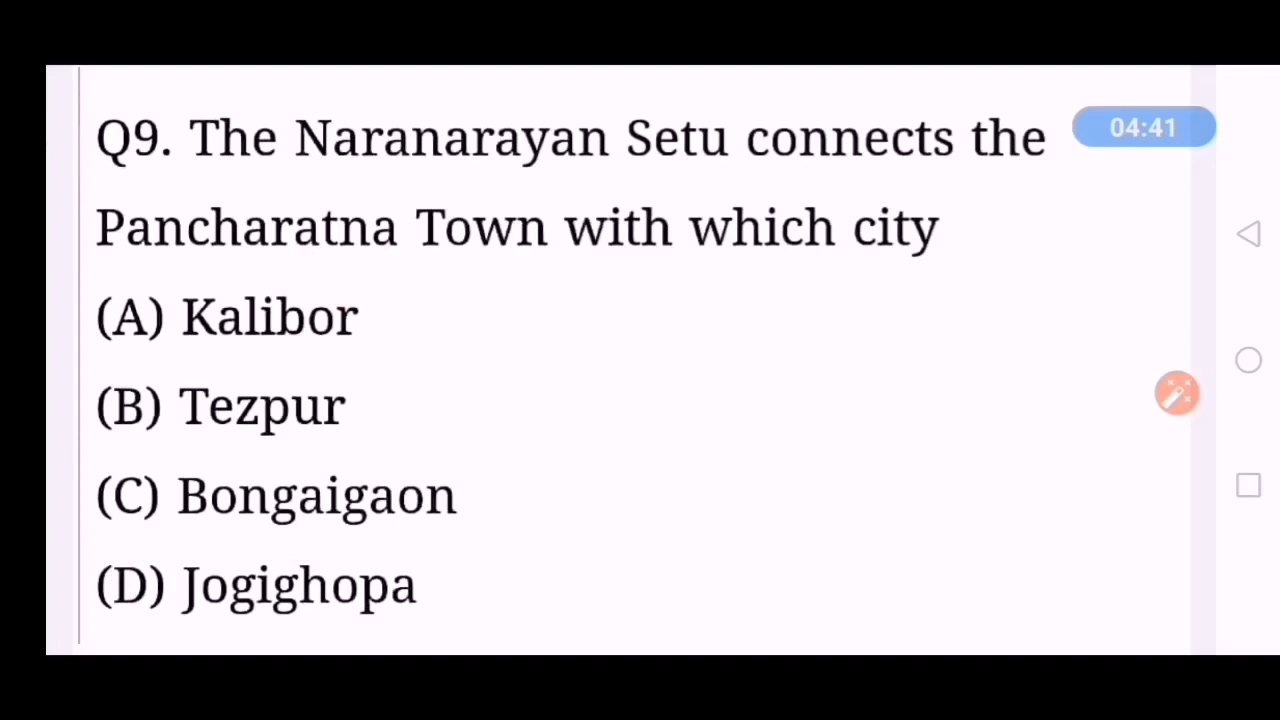 Q9. The Naranarayan Setu connects the
04:41
Pancharatna Town with which city
(A) Kalibor
(B) Tezpur
(C) Bongaigaon
(D) Jogighopa